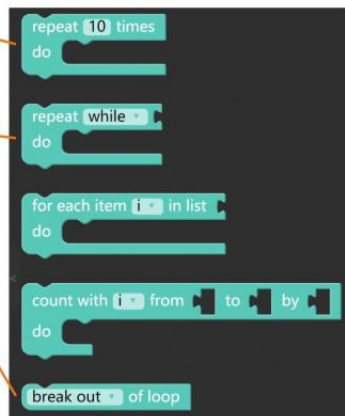 repeat 10 times
do
repeat while
do
for each item i in list
do
count with i from to by
do
break out of loop